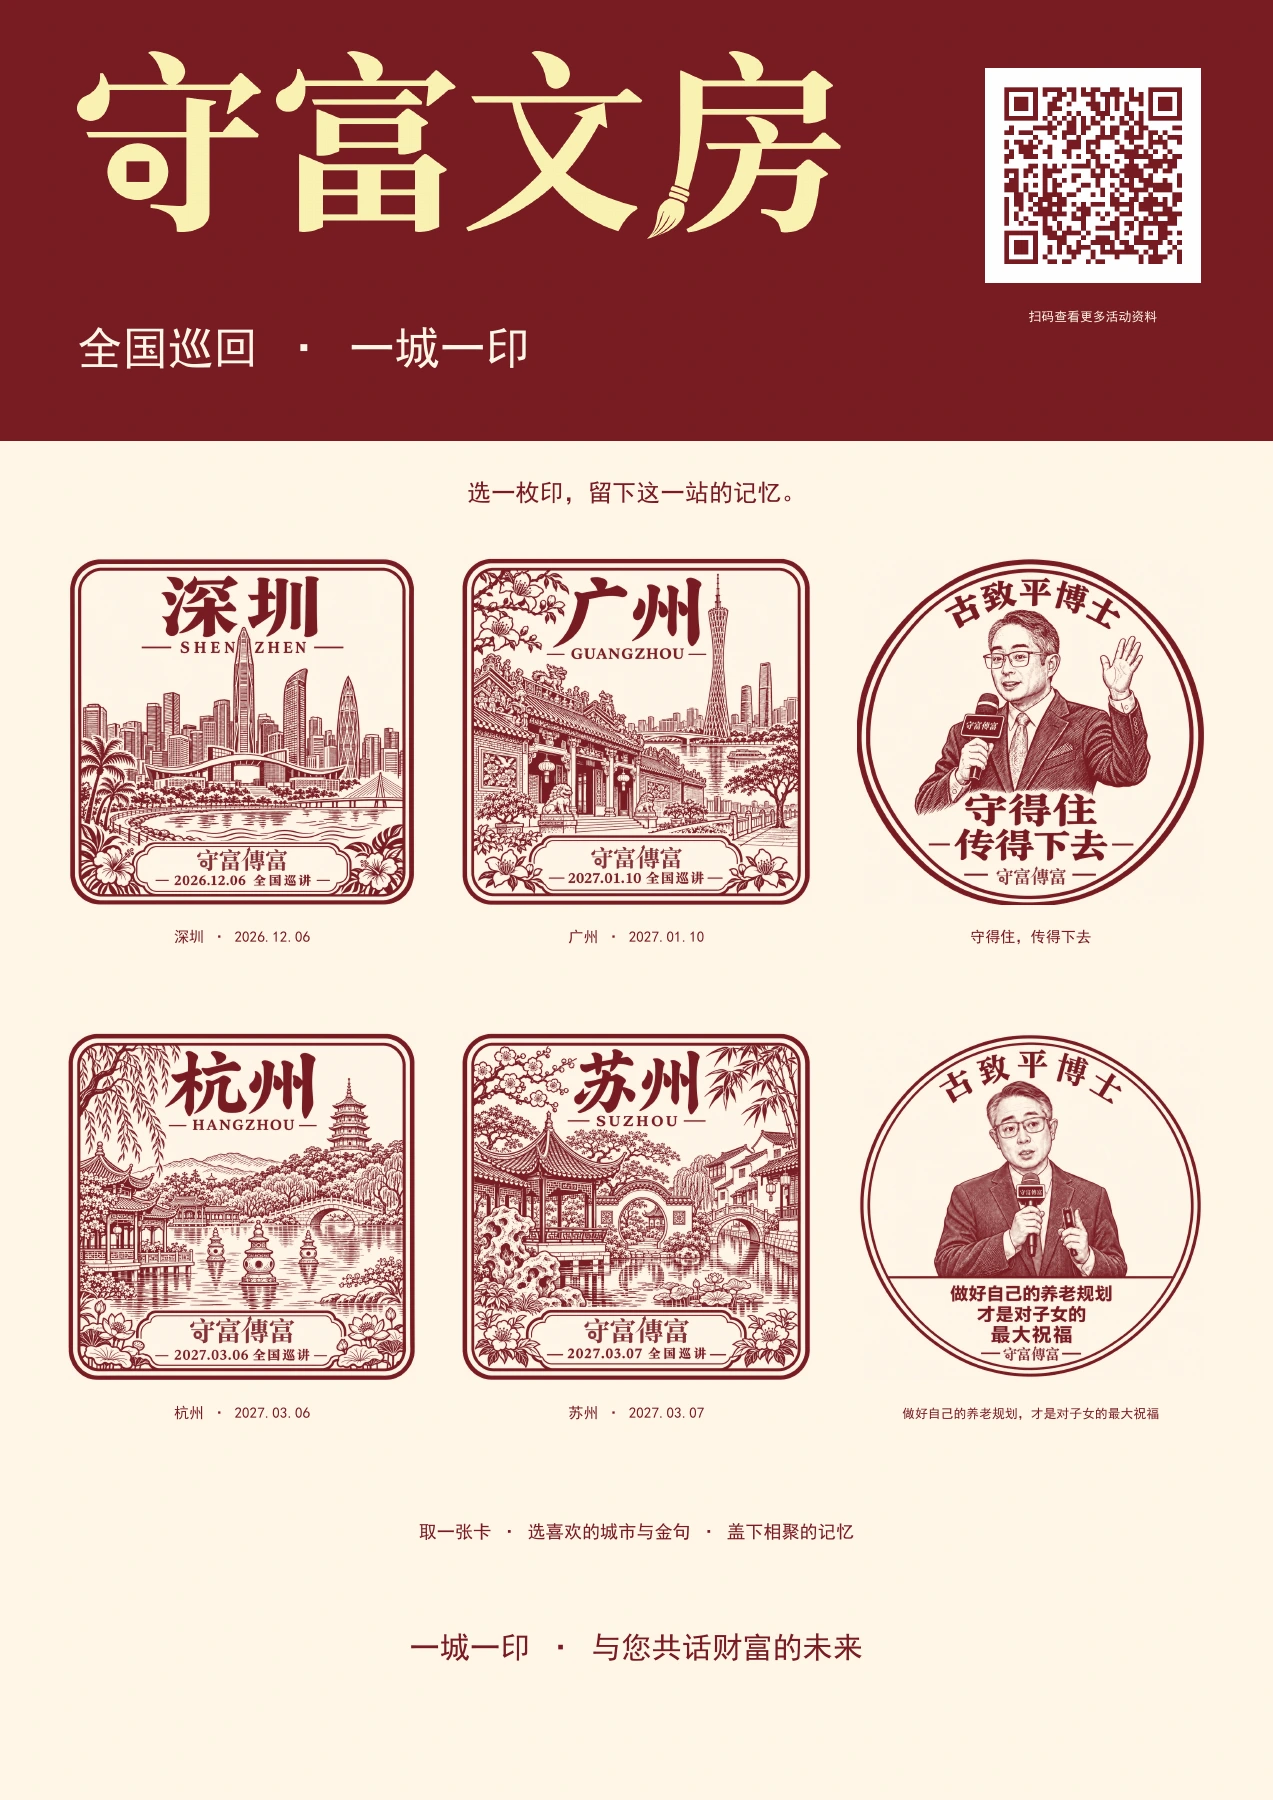 守富文房
扫码查看更多活动资料
全国巡回 · 一城一印
选一枚印，留下这一站的记忆。
深圳
SHENZHEN
守富傳富
2026.12.06 全国巡讲
深圳 · 2026.12.06
广州
GUANGZHOU
守富傳富
2027.01.10 全国巡讲
广州 · 2027.01.10
古致平博士
守富傳富
守得住
传得下去
守富傳富
守得住，传得下去
杭州
HANGZHOU
守富傳富
2027.03.06 全国巡讲
杭州 · 2027.03.06
苏州
SUZHOU
守富傳富
2027.03.07 全国巡讲
苏州 · 2027.03.07
古致平博士
守富傳富
做好自己的养老规划
才是对子女的
最大祝福
守富傳富
做好自己的养老规划，才是对子女的最大祝福
取一张卡 · 选喜欢的城市与金句 · 盖下相聚的记忆
一城一印 · 与您共话财富的未来